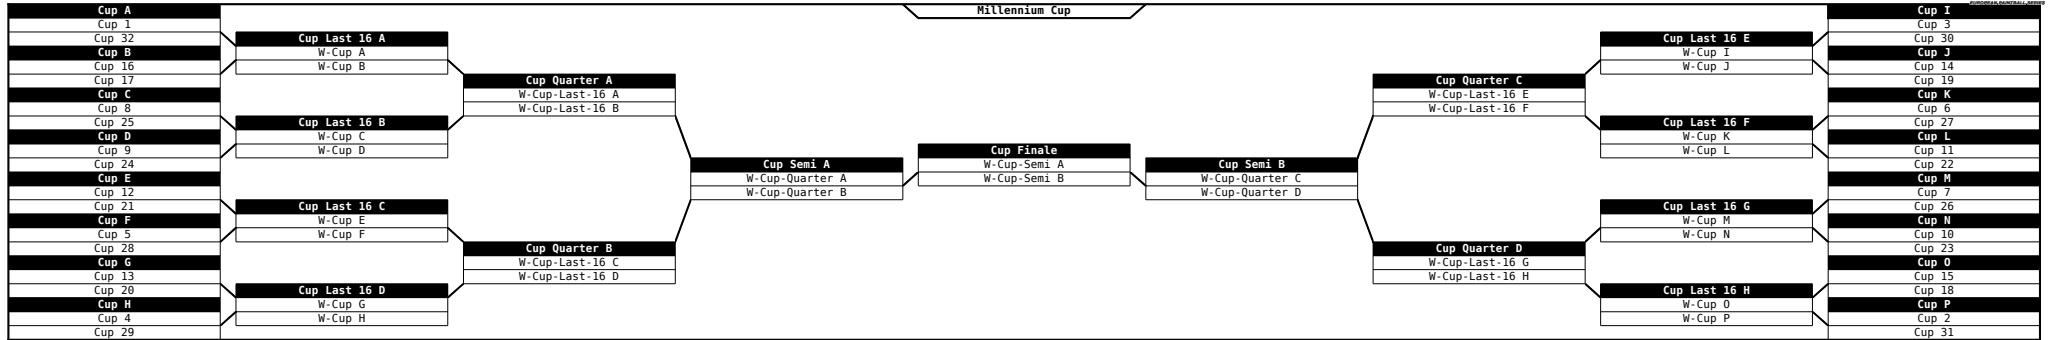 Millennium Cup
EUROPEAN PAINTBALL SERIES
Cup A
Cup 1
Cup 32
Cup B
Cup 16
Cup 17
Cup C
Cup 8
Cup 25
Cup D
Cup 9
Cup 24
Cup E
Cup 12
Cup 21
Cup F
Cup 5
Cup 28
Cup G
Cup 13
Cup 20
Cup H
Cup 4
Cup 29
Cup Last 16 A
W-Cup A
W-Cup B
Cup Last 16 B
W-Cup C
W-Cup D
Cup Last 16 C
W-Cup E
W-Cup F
Cup Last 16 D
W-Cup G
W-Cup H
Cup Quarter A
W-Cup-Last-16 A
W-Cup-Last-16 B
Cup Quarter B
W-Cup-Last-16 C
W-Cup-Last-16 D
Cup Semi A
W-Cup-Quarter A
W-Cup-Quarter B
Cup Finale
W-Cup-Semi A
W-Cup-Semi B
Cup Semi B
W-Cup-Quarter C
W-Cup-Quarter D
Cup Quarter C
W-Cup-Last-16 E
W-Cup-Last-16 F
Cup Quarter D
W-Cup-Last-16 G
W-Cup-Last-16 H
Cup Last 16 E
W-Cup I
W-Cup J
Cup Last 16 F
W-Cup K
W-Cup L
Cup Last 16 G
W-Cup M
W-Cup N
Cup Last 16 H
W-Cup O
W-Cup P
Cup I
Cup 3
Cup 30
Cup J
Cup 14
Cup 19
Cup K
Cup 6
Cup 27
Cup L
Cup 11
Cup 22
Cup M
Cup 7
Cup 26
Cup N
Cup 10
Cup 23
Cup O
Cup 15
Cup 18
Cup P
Cup 2
Cup 31